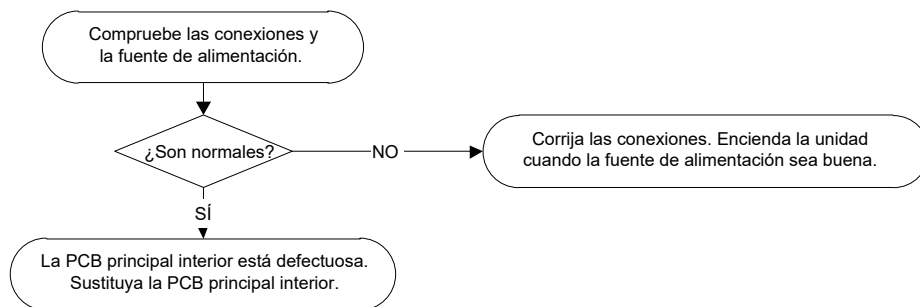 Compruebe las conexiones y
la fuente de alimentación.
¿Son normales?
NO
Corrija las conexiones. Encienda la unidad
cuando la fuente de alimentación sea buena.
SÍ
La PCB principal interior está defectuosa.
Sustituya la PCB principal interior.